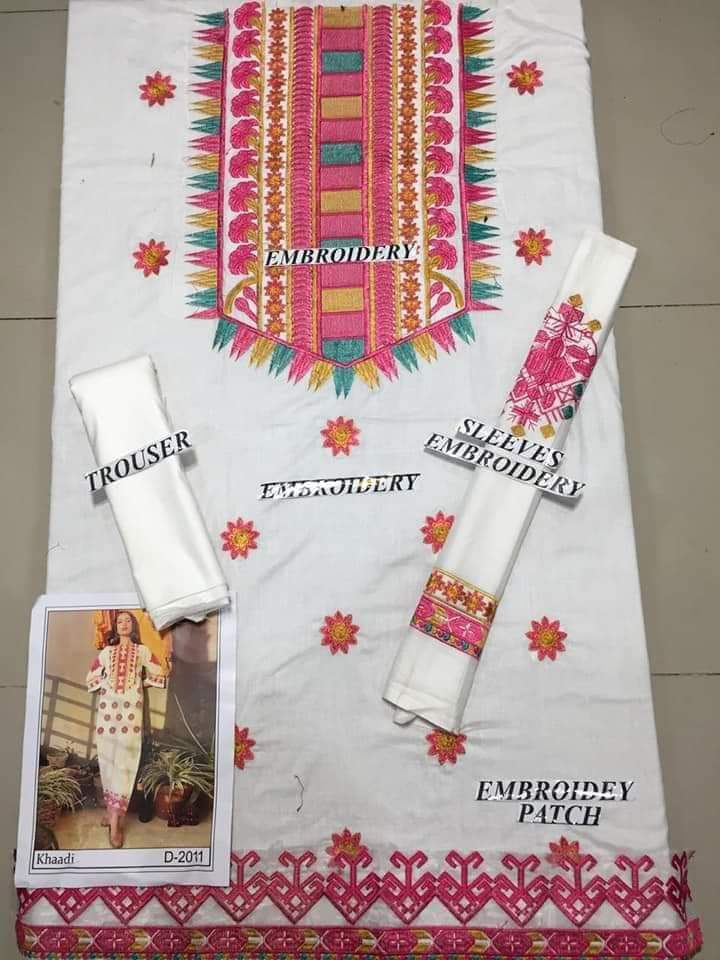 EMBROIDERY
TROUSER
SLEEVES
EMBROIDERY
EMBROIDERY
EMBROIDEY
PATCH
Khaadi D-2011